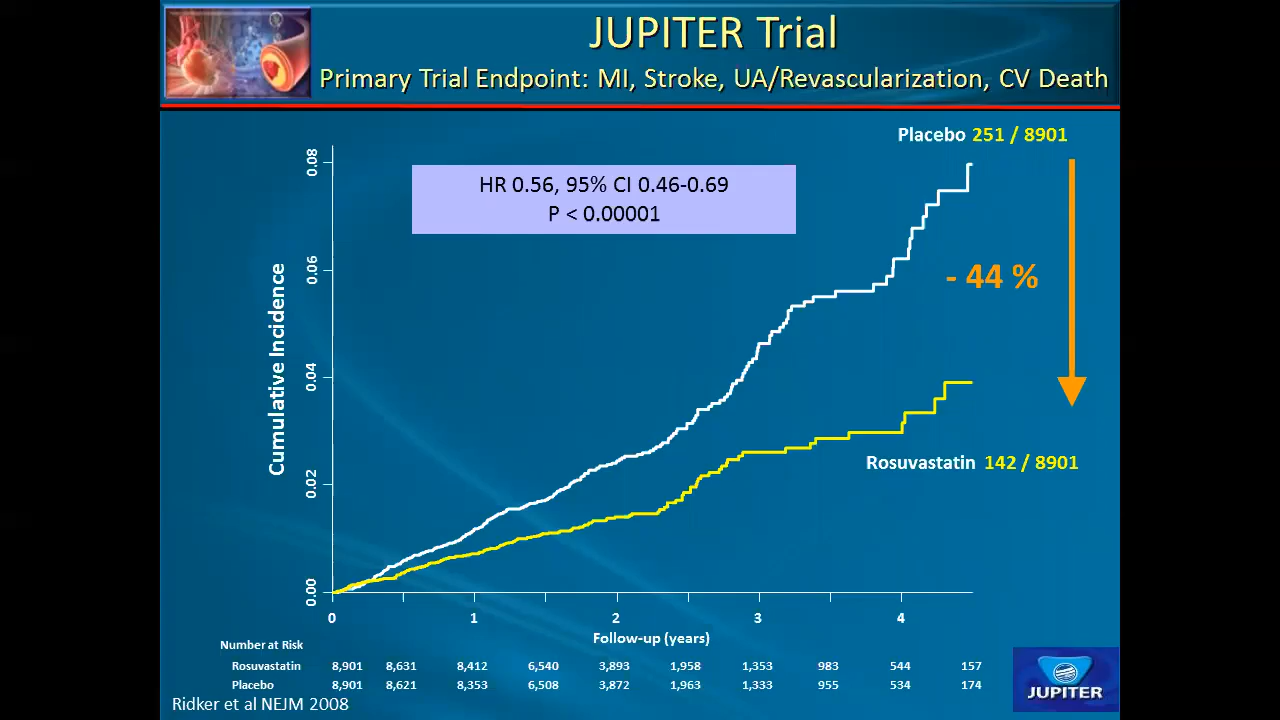 JUPITER Trial
Primary Trial Endpoint: MI, Stroke, UA/Revascularization, CV Death
Placebo 251 / 8901
HR 0.56, 95% CI 0.46-0.69
P < 0.00001
- 44 %
Cumulative Incidence
0.08
0.06
0.04
0.02
0.00
Rosuvastatin 142 / 8901
0 1 2 3 4
Follow-up (years)
Number at Risk
Rosuvastatin 8,901 8,631 8,412 6,540 3,893 1,958 1,353 983 544 157
Placebo 8,901 8,621 8,353 6,508 3,872 1,963 1,333 955 534 174
Ridker et al NEJM 2008
JUPITER